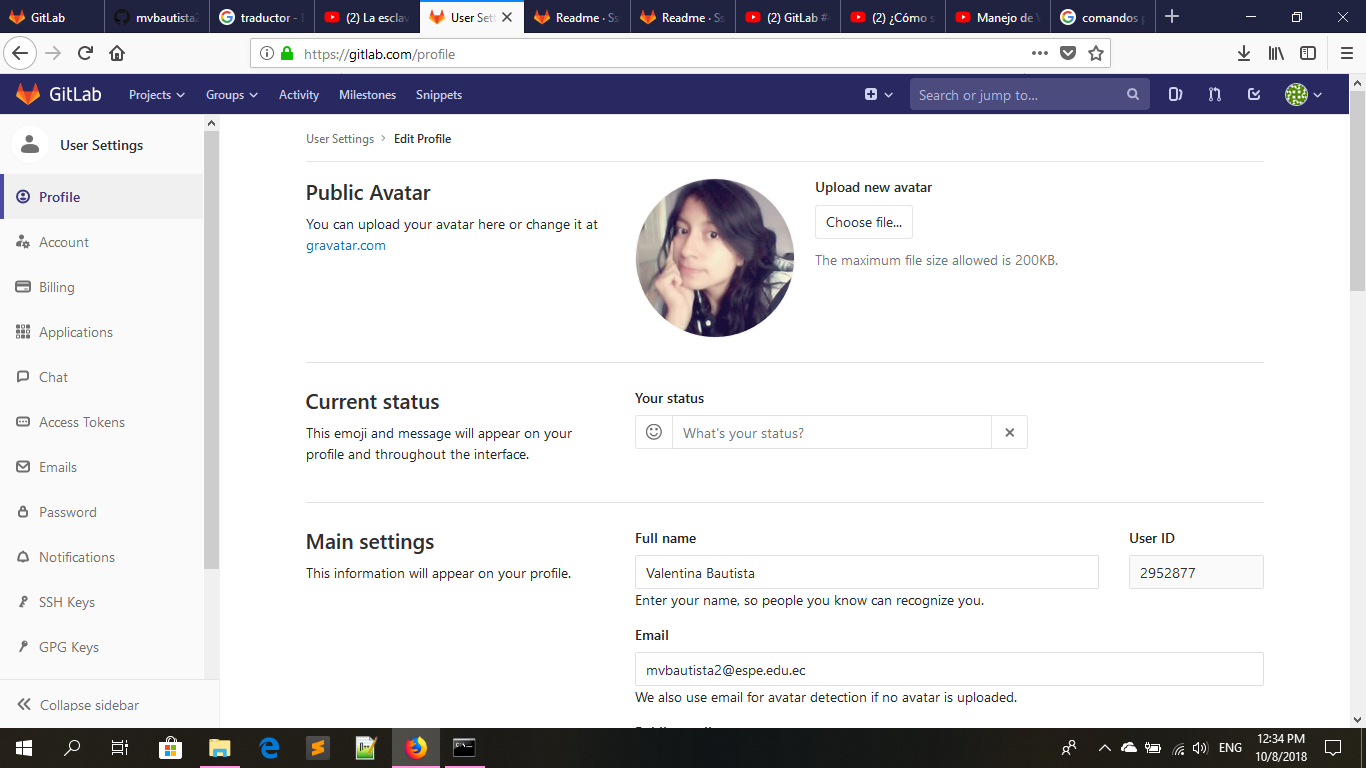 GitLab
mvbautista2
traductor - 
(2) La esclav
User Sett
Readme · Ss
Readme · Ss
(2) GitLab #
(2) ¿Cómo s
Manejo de
comandos
https://gitlab.com/profile
GitLab
Projects
Groups
Activity
Milestones
Snippets
Search or jump to...
User Settings
Profile
Account
Billing
Applications
Chat
Access Tokens
Emails
Password
Notifications
SSH Keys
GPG Keys
Collapse sidebar
User Settings > Edit Profile
Public Avatar
You can upload your avatar here or change it at
gravatar.com
Upload new avatar
Choose file...
The maximum file size allowed is 200KB.
Current status
This emoji and message will appear on your
profile and throughout the interface.
Your status
What's your status?
Main settings
This information will appear on your profile.
Full name
Valentina Bautista
Enter your name, so people you know can recognize you.
User ID
2952877
Email
mvbautista2@espe.edu.ec
We also use email for avatar detection if no avatar is uploaded.
ENG
12:34 PM
10/8/2018